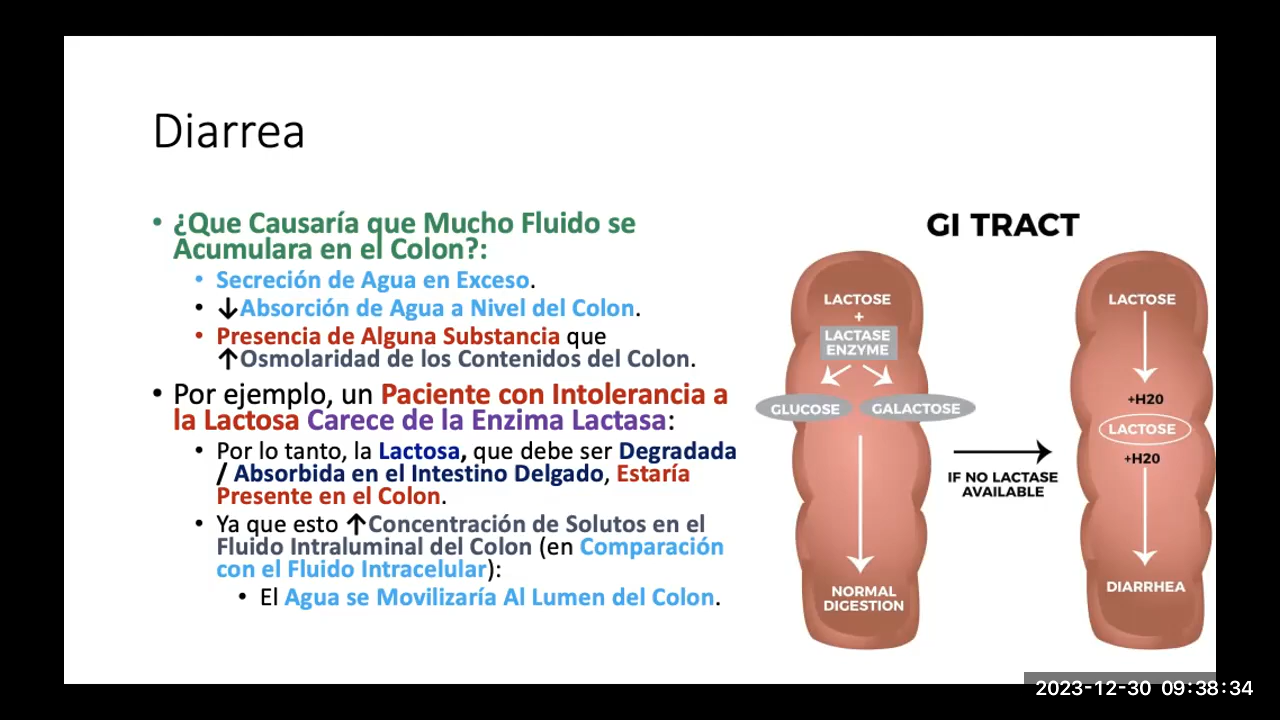 Diarrea
• ¿Que Causaría que Mucho Fluido se
Acumulara en el Colon?:
• Secreción de Agua en Exceso.
• ↓Absorción de Agua a Nivel del Colon.
• Presencia de Alguna Substancia que
↑Osmolaridad de los Contenidos del Colon.
• Por ejemplo, un Paciente con Intolerancia a
la Lactosa Carece de la Enzima Lactasa:
• Por lo tanto, la Lactosa, que debe ser Degradada
/ Absorbida en el Intestino Delgado, Estaría
Presente en el Colon.
• Ya que esto ↑Concentración de Solutos en el
Fluido Intraluminal del Colon (en Comparación
con el Fluido Intracelular):
• El Agua se Movilizaría Al Lumen del Colon.
GI TRACT
LACTOSE
+
LACTASE
ENZYME
GLUCOSE
GALACTOSE
NORMAL
DIGESTION
IF NO LACTASE
AVAILABLE
LACTOSE
+H20
LACTOSE
+H20
DIARRHEA
2023-12-30 09:38:34